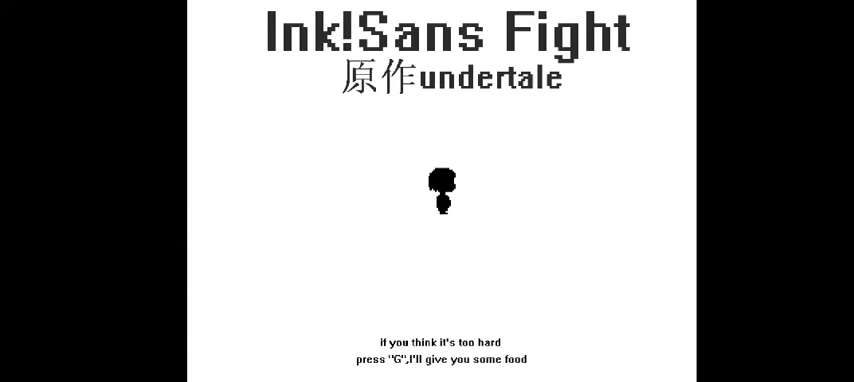 Ink!Sans Fight
原作undertale
if you think it's too hard
press "G",I'll give you some food